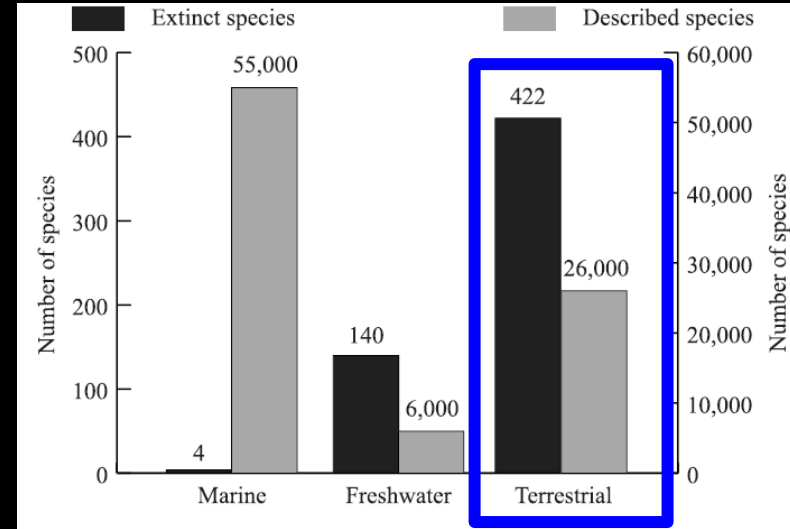 Extinct species
Described species
Number of species
500
400
300
200
100
0
4
55,000
140
6,000
422
26,000
60,000
50,000
40,000
30,000
20,000
10,000
0
Number of species
Marine
Freshwater
Terrestrial